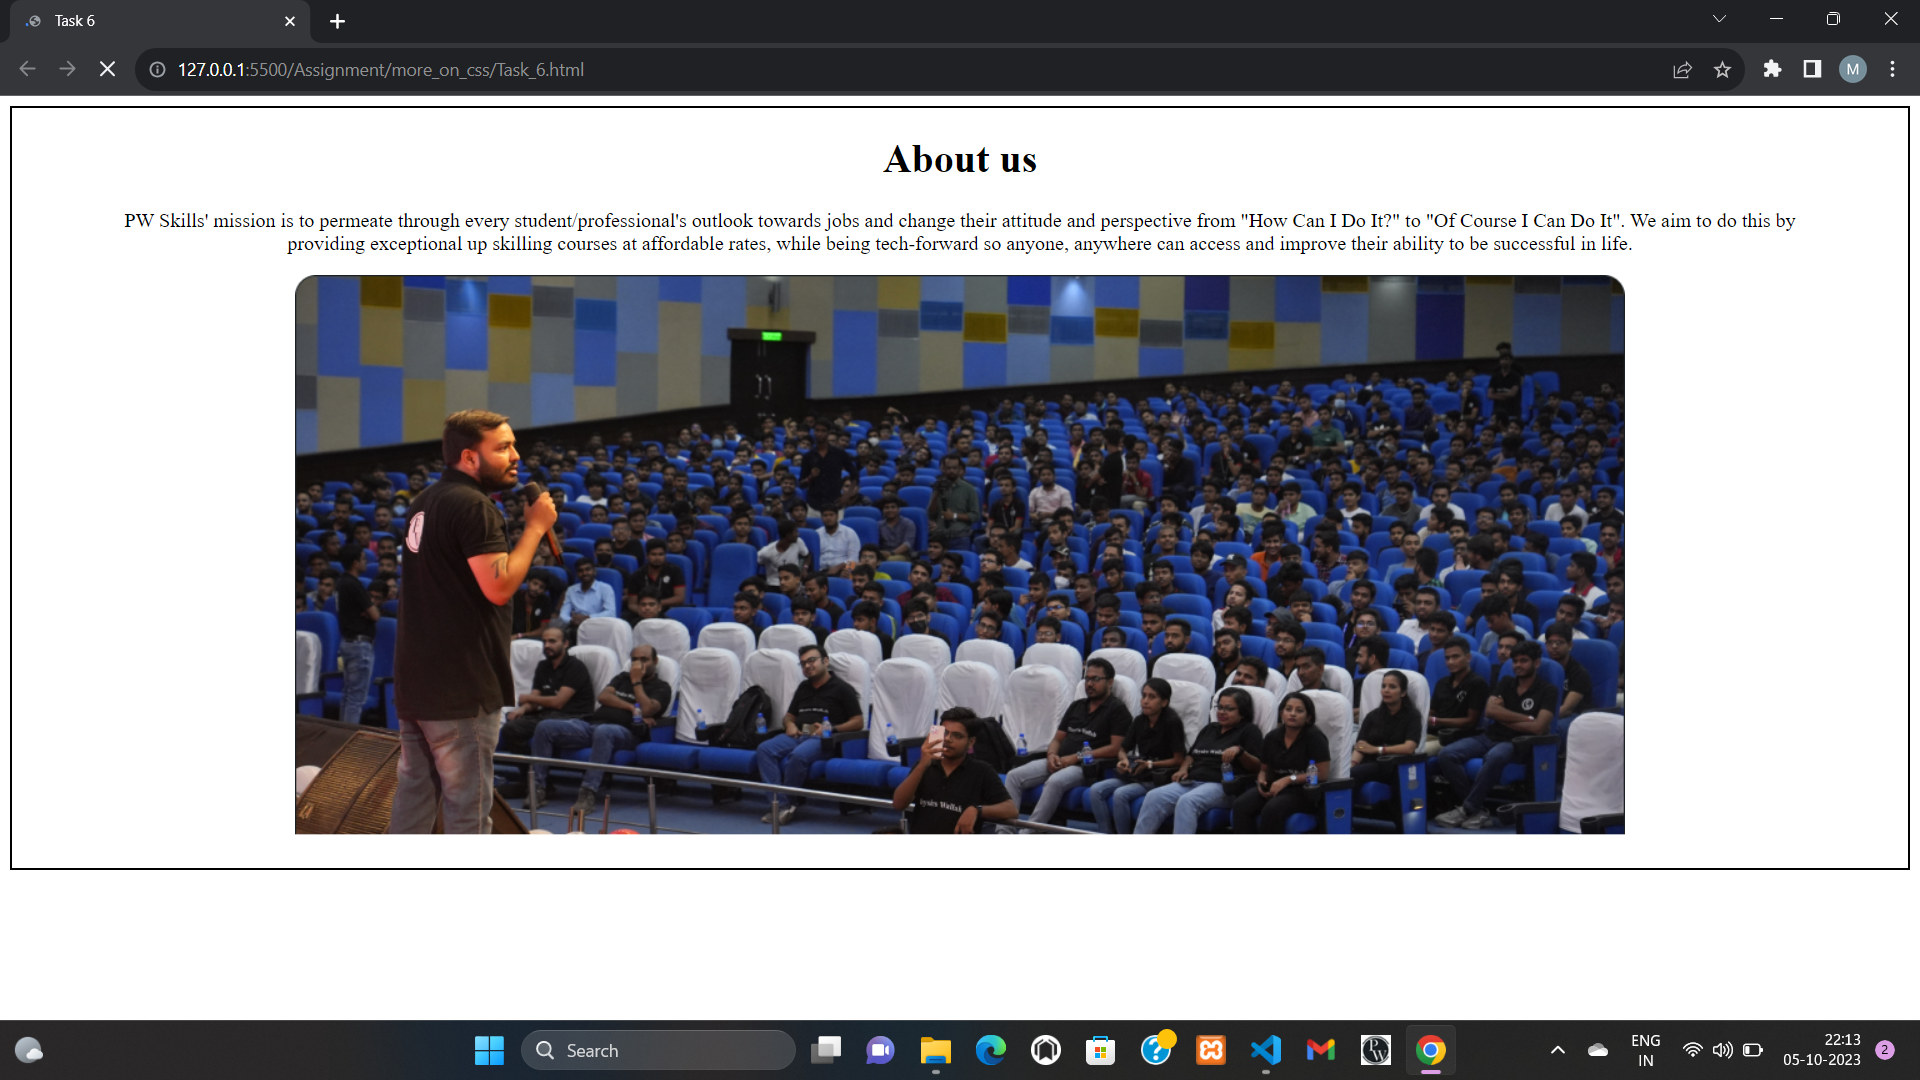 Task 6
127.0.0.1:5500/Assignment/more_on_css/Task_6.html
M
About us
PW Skills' mission is to permeate through every student/professional's outlook towards jobs and change their attitude and perspective from "How Can I Do It?" to "Of Course I Can Do It". We aim to do this by
providing exceptional up skilling courses at affordable rates, while being tech-forward so anyone, anywhere can access and improve their ability to be successful in life.
Search
PW
ENG
IN
22:13
05-10-2023
2